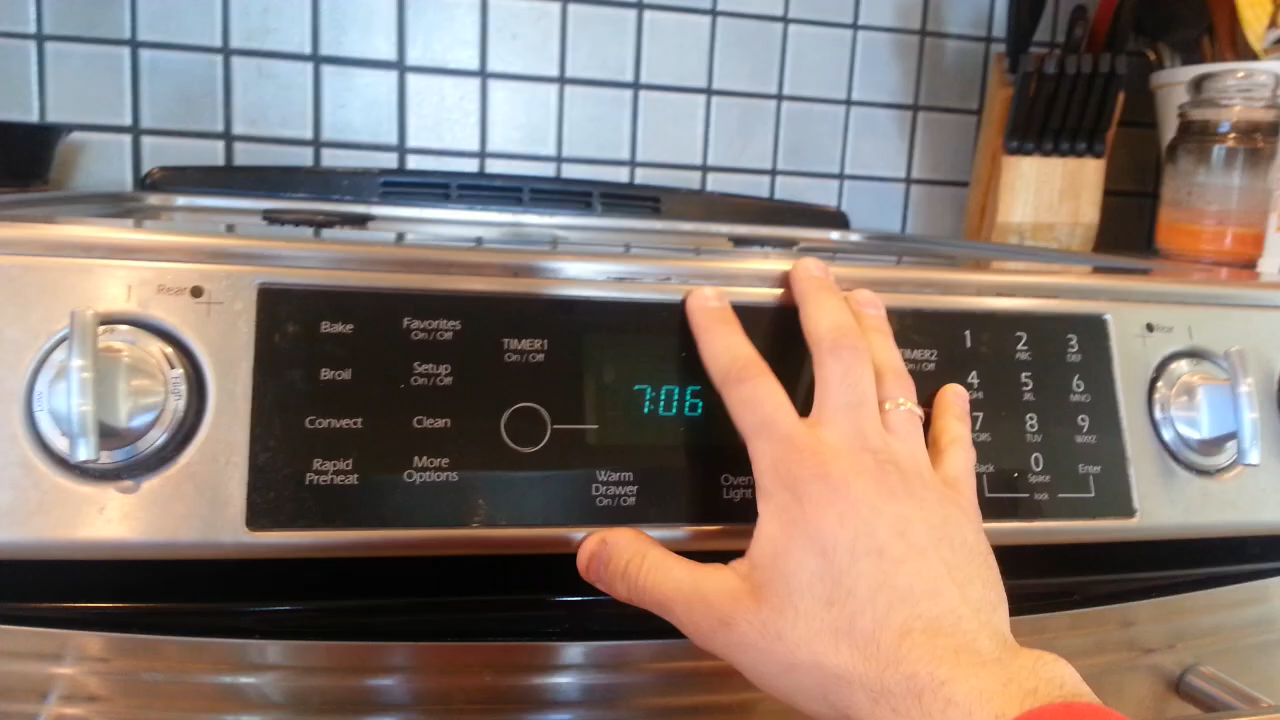 Rear
High
Low
Bake
Broil
Convect
Rapid
Preheat
Favorites
On / Off
Setup
On / Off
Clean
More
Options
TIMER1
On / Off
7:06
Warm
Drawer
On / Off
Oven
Light
TIMER2
On / Off
1
2
ABC
3
DEF
4
GHI
5
JKL
6
MNO
7
PQRS
8
TUV
9
WXYZ
Back
0
Space
Enter
lock
Rear